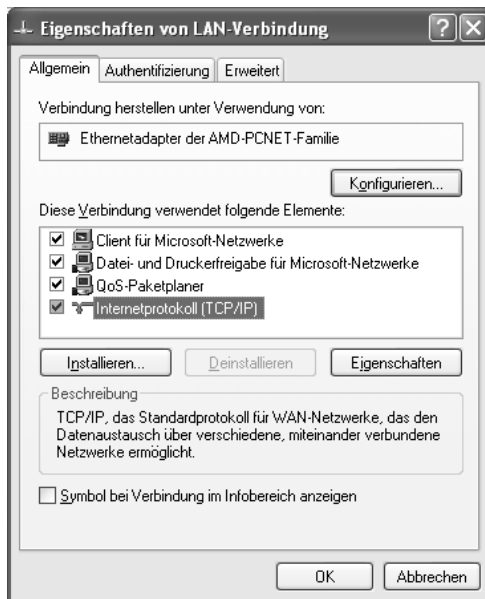 Eigenschaften von LAN-Verbindung
Allgemein Authentifizierung Erweitert
Verbindung herstellen unter Verwendung von:
Ethernetadapter der AMD-PCNET-Familie
Konfigurieren...
Diese Verbindung verwendet folgende Elemente:
Client für Microsoft-Netzwerke
Datei- und Druckerfreigabe für Microsoft-Netzwerke
QoS-Paketplaner
Internetprotokoll (TCP/IP)
Installieren... Deinstallieren Eigenschaften
Beschreibung
TCP/IP, das Standardprotokoll für WAN-Netzwerke, das den
Datenaustausch über verschiedene, miteinander verbundene
Netzwerke ermöglicht.
Symbol bei Verbindung im Infobereich anzeigen
OK Abbrechen